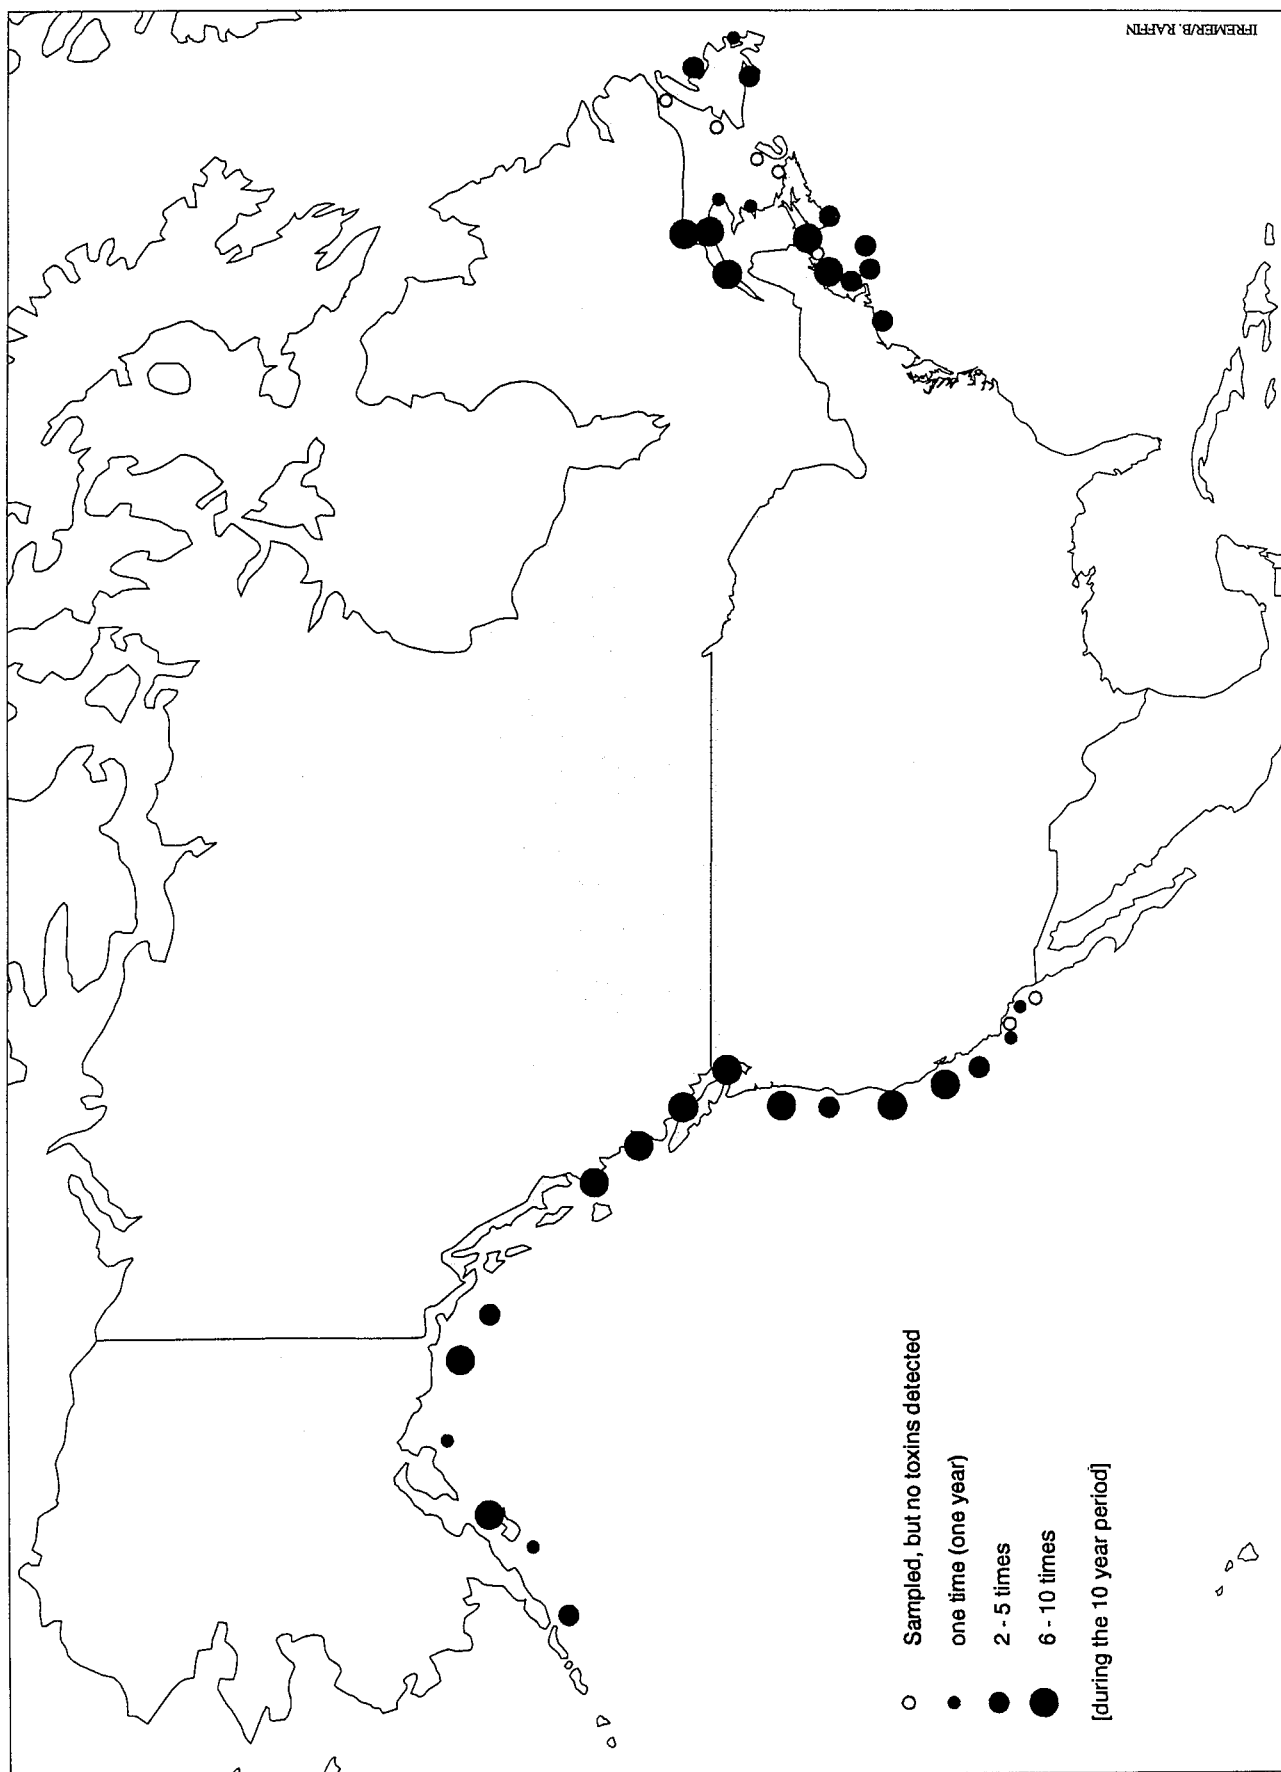 IFREMER/B. RAFFIN
Sampled, but no toxins detected
one time (one year)
2 - 5 times
6 - 10 times
[during the 10 year period]